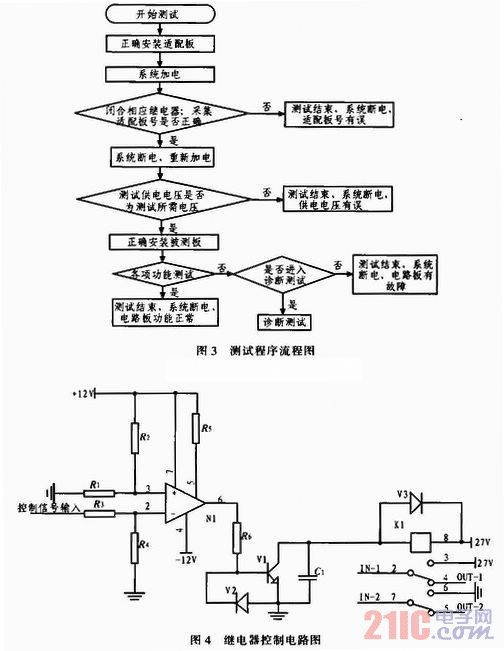 开始测试
正确安装适配板
系统加电
闭合相应继电器；采集
适配板号是否正确
否
测试结束、系统断电、
适配板号有误
是
系统断电、重新加电
测试供电电压是否
为测试所需电压
否
测试结束、系统断电、
供电电压有误
是
正确安装被测板
各项功能测试
否
是否进入
诊断测试
否
测试结束、系统
断电、电路板有
故障
是
是
测试结束、系统断电、
电路板功能正常
诊断测试
图 3 测试程序流程图
+12V
R2
R5
7
5
R1
3
+
6
控制信号输入
R3
2
-
N1
4
R4
-12V
R6
V1
V2
C1
V3
K1
8
27V
3
27V
IN-1
2
4
OUT-1
6
IN-2
7
5
OUT-2
图 4 继电器控制电路图
21IC电子网
.com